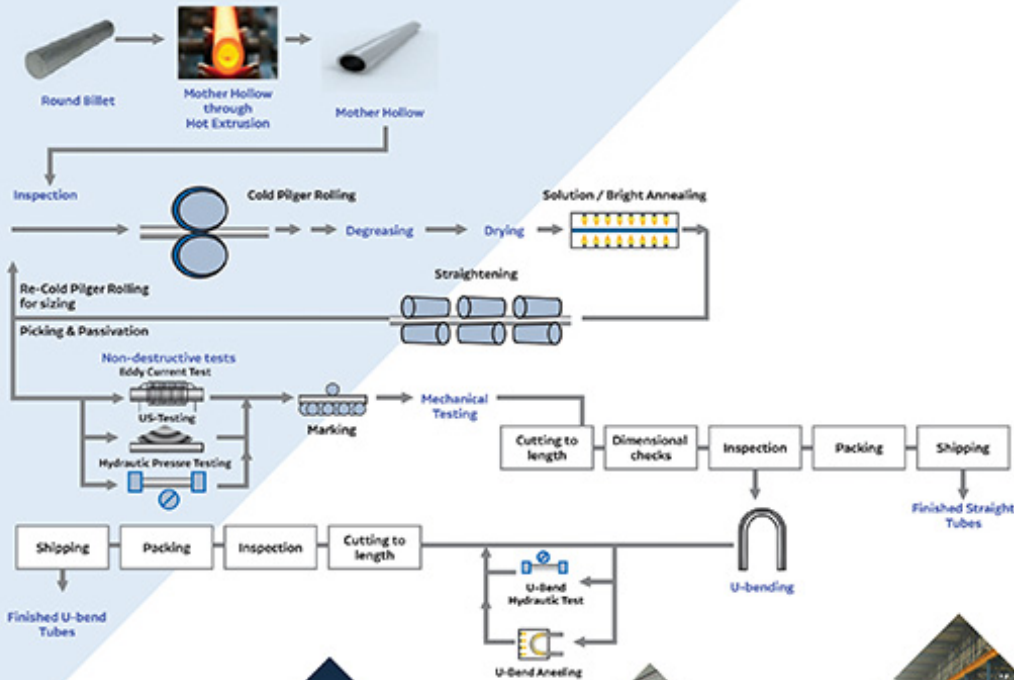 Round Billet
Mother Hollow
through
Hot Extrusion
Mother Hollow
Inspection
Cold Pilger Rolling
Degreasing
Drying
Solution / Bright Annealing
Straightening
Re-Cold Pilger Rolling
for sizing
Picking & Passivation
Non-destructive tests
Eddy Current Test
US-Testing
Hydrautic Pressre Testing
Marking
Mechanical
Testing
Cutting to
length
Dimensional
checks
Inspection
Packing
Shipping
Finished Straight
Tubes
U-bending
Shipping
Packing
Inspection
Cutting to
length
U-Bend
Hydrautic Test
U-Bend Aneeling
Finished U-bend
Tubes